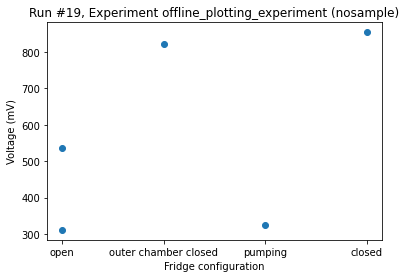 Run #19, Experiment offline_plotting_experiment (nosample)
Voltage (mV)
800
700
600
500
400
300
open
outer chamber closed
pumping
closed
Fridge configuration